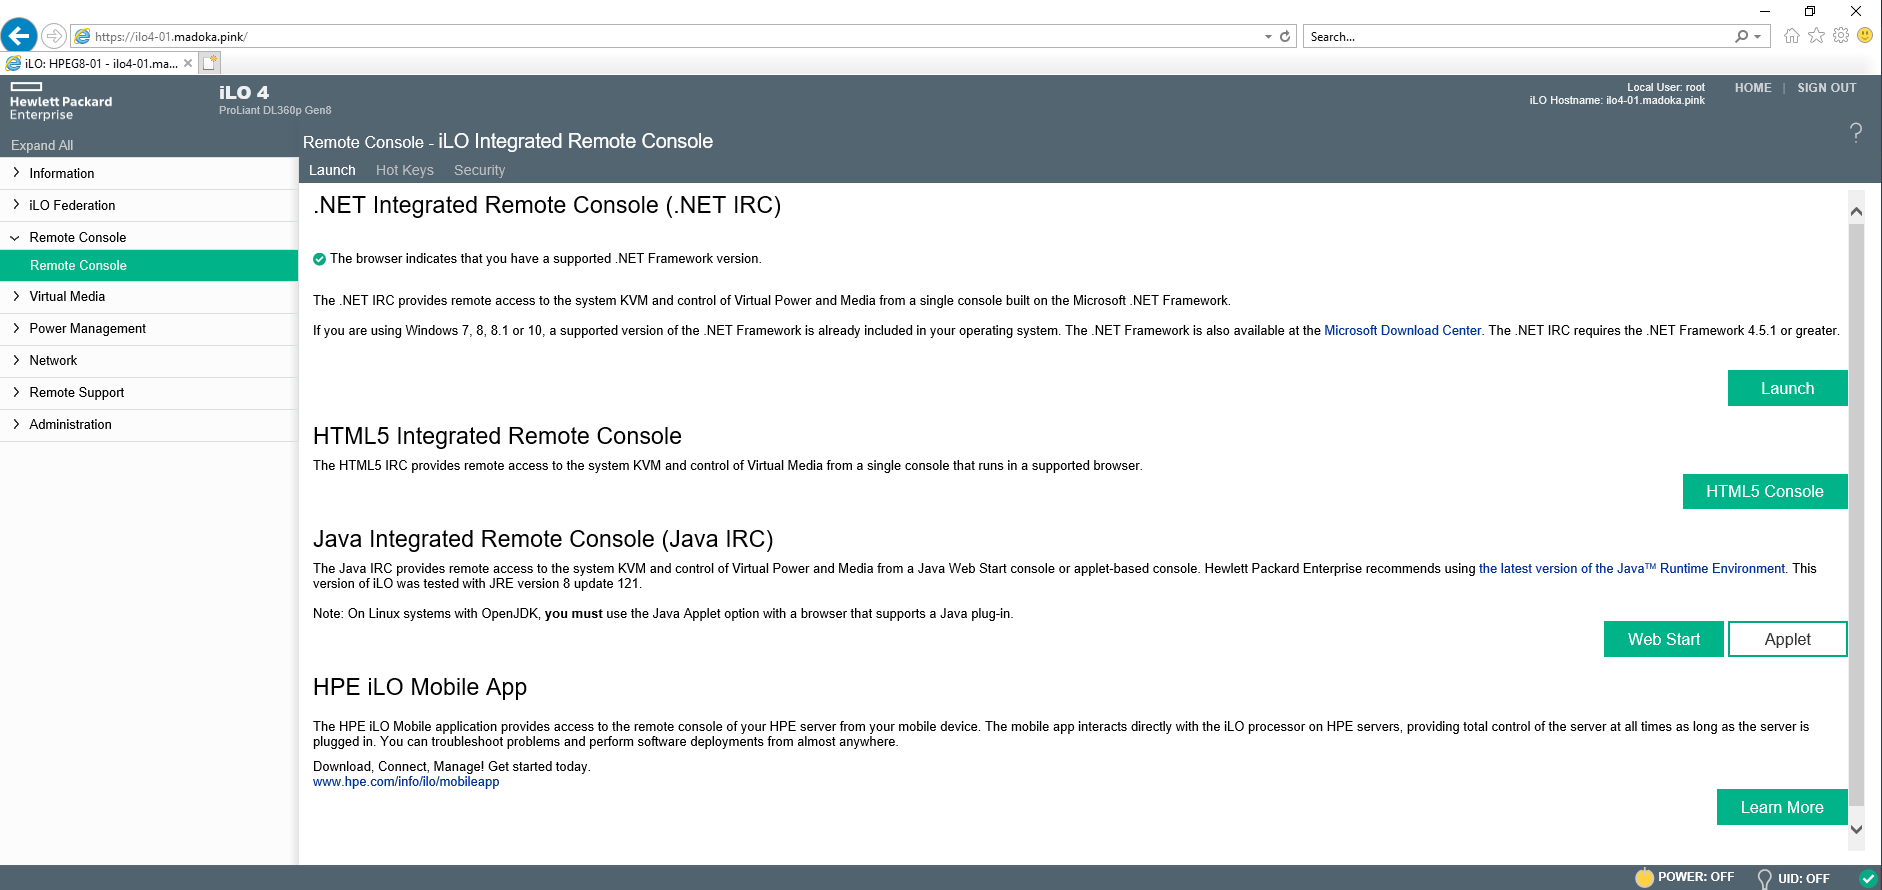 https://ilo4-01.madoka.pink/
Search...
iLO: HPEG8-01 - ilo4-01.ma...
Hewlett Packard
Enterprise
iLO 4
ProLiant DL360p Gen8
Local User: root
iLO Hostname: ilo4-01.madoka.pink
HOME | SIGN OUT
Expand All
Remote Console - iLO Integrated Remote Console
?
Launch Hot Keys Security
Information
iLO Federation
Remote Console
Remote Console
Virtual Media
Power Management
Network
Remote Support
Administration
.NET Integrated Remote Console (.NET IRC)
The browser indicates that you have a supported .NET Framework version.
The .NET IRC provides remote access to the system KVM and control of Virtual Power and Media from a single console built on the Microsoft .NET Framework.
If you are using Windows 7, 8, 8.1 or 10, a supported version of the .NET Framework is already included in your operating system. The .NET Framework is also available at the Microsoft Download Center. The .NET IRC requires the .NET Framework 4.5.1 or greater.
Launch
HTML5 Integrated Remote Console
The HTML5 IRC provides remote access to the system KVM and control of Virtual Media from a single console that runs in a supported browser.
HTML5 Console
Java Integrated Remote Console (Java IRC)
The Java IRC provides remote access to the system KVM and control of Virtual Power and Media from a Java Web Start console or applet-based console. Hewlett Packard Enterprise recommends using the latest version of the Java™ Runtime Environment. This
version of iLO was tested with JRE version 8 update 121.
Note: On Linux systems with OpenJDK, you must use the Java Applet option with a browser that supports a Java plug-in.
Web Start Applet
HPE iLO Mobile App
The HPE iLO Mobile application provides access to the remote console of your HPE server from your mobile device. The mobile app interacts directly with the iLO processor on HPE servers, providing total control of the server at all times as long as the server is
plugged in. You can troubleshoot problems and perform software deployments from almost anywhere.
Download, Connect, Manage! Get started today.
www.hpe.com/info/ilo/mobileapp
Learn More
POWER: OFF UID: OFF